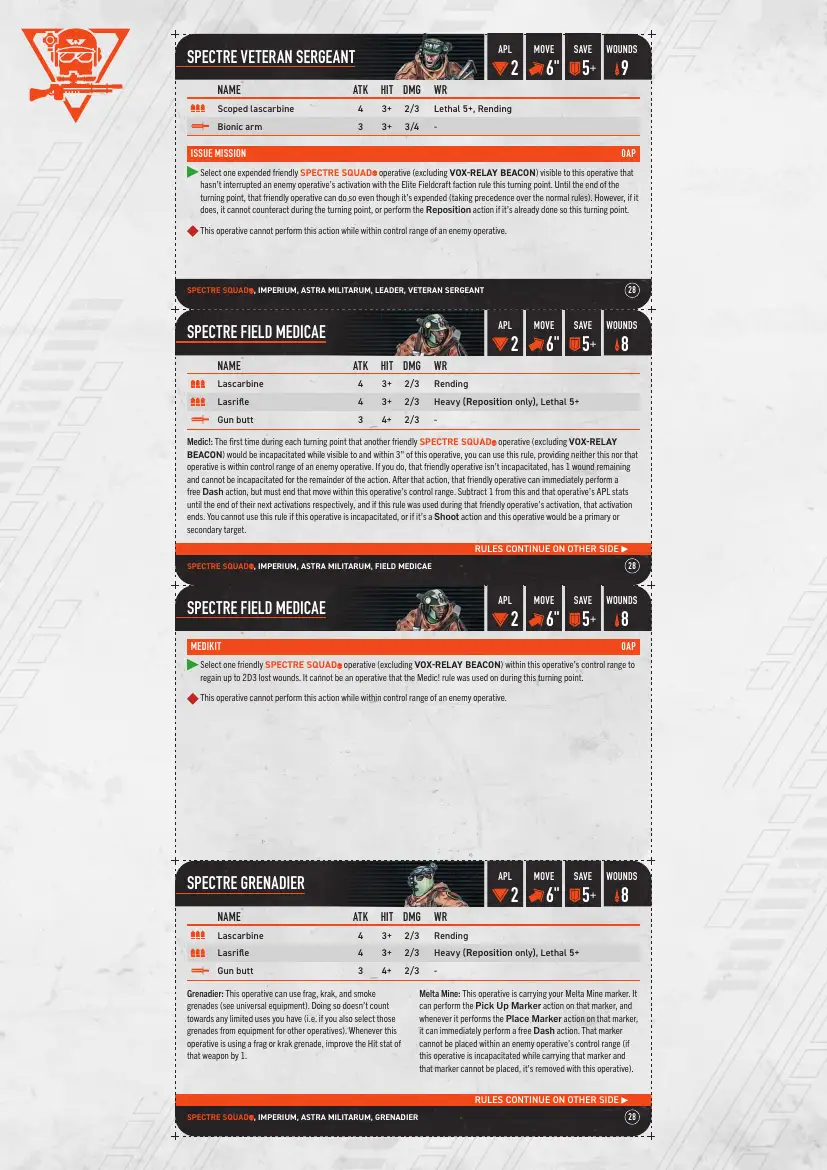 SPECTRE VETERAN SERGEANT
APL MOVE SAVE WOUNDS
2 6" 5+ 9
NAME ATK HIT DMG WR
Scoped lascarbine 4 3+ 2/3 Lethal 5+, Rending
Bionic arm 3 3+ 3/4 -
ISSUE MISSION 0AP
Select one expended friendly SPECTRE SQUAD operative (excluding VOX-RELAY BEACON) visible to this operative that
hasn't interrupted an enemy operative's activation with the Elite Fieldcraft faction rule this turning point. Until the end of the
turning point, that friendly operative can do so even though it's expended (taking precedence over the normal rules). However, if it
does, it cannot counteract during the turning point, or perform the Reposition action if it's already done so this turning point.
This operative cannot perform this action while within control range of an enemy operative.
SPECTRE SQUAD, IMPERIUM, ASTRA MILITARUM, LEADER, VETERAN SERGEANT 28
SPECTRE FIELD MEDICAE
APL MOVE SAVE WOUNDS
2 6" 5+ 8
NAME ATK HIT DMG WR
Lascarbine 4 3+ 2/3 Rending
Lasrifle 4 3+ 2/3 Heavy (Reposition only), Lethal 5+
Gun butt 3 4+ 2/3 -
Medic!: The first time during each turning point that another friendly SPECTRE SQUAD operative (excluding VOX-RELAY
BEACON) would be incapacitated while visible to and within 3" of this operative, you can use this rule, providing neither this nor that
operative is within control range of an enemy operative. If you do, that friendly operative isn't incapacitated, has 1 wound remaining
and cannot be incapacitated for the remainder of the action. After that action, that friendly operative can immediately perform a
free Dash action, but must end that move within this operative's control range. Subtract 1 from this and that operative's APL stats
until the end of their next activations respectively, and if this rule was used during that friendly operative's activation, that activation
ends. You cannot use this rule if this operative is incapacitated, or if it's a Shoot action and this operative would be a primary or
secondary target.
RULES CONTINUE ON OTHER SIDE
SPECTRE SQUAD, IMPERIUM, ASTRA MILITARUM, FIELD MEDICAE 28
SPECTRE FIELD MEDICAE
APL MOVE SAVE WOUNDS
2 6" 5+ 8
MEDIKIT 0AP
Select one friendly SPECTRE SQUAD operative (excluding VOX-RELAY BEACON) within this operative's control range to
regain up to 2D3 lost wounds. It cannot be an operative that the Medic! rule was used on during this turning point.
This operative cannot perform this action while within control range of an enemy operative.
SPECTRE GRENADIER
APL MOVE SAVE WOUNDS
2 6" 5+ 8
NAME ATK HIT DMG WR
Lascarbine 4 3+ 2/3 Rending
Lasrifle 4 3+ 2/3 Heavy (Reposition only), Lethal 5+
Gun butt 3 4+ 2/3 -
Grenadier: This operative can use frag, krak, and smoke
grenades (see universal equipment). Doing so doesn't count
towards any limited uses you have (i.e. if you also select those
grenades from equipment for other operatives). Whenever this
operative is using a frag or krak grenade, improve the Hit stat of
that weapon by 1.
Melta Mine: This operative is carrying your Melta Mine marker. It
can perform the Pick Up Marker action on that marker, and
whenever it performs the Place Marker action on that marker,
it can immediately perform a free Dash action. That marker
cannot be placed within an enemy operative's control range (if
this operative is incapacitated while carrying that marker and
that marker cannot be placed, it's removed with this operative).
RULES CONTINUE ON OTHER SIDE
SPECTRE SQUAD, IMPERIUM, ASTRA MILITARUM, GRENADIER 28